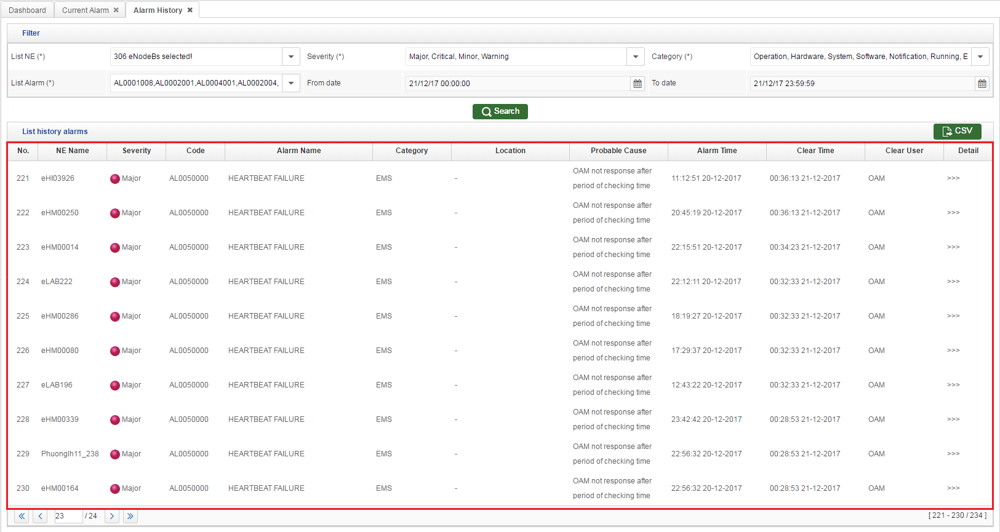 Dashboard Current Alarm ✖ Alarm History ✖
Filter
List NE (*) 306 eNodeBs selected! Severity (*) Major, Critical, Minor, Warning Category (*) Operation, Hardware, System, Software, Notification, Running, E
List Alarm (*) AL0001008,AL0002001,AL0004001,AL0002004, From date 21/12/17 00:00:00 To date 21/12/17 23:59:59
Search
List history alarms CSV
No. NE Name Severity Code Alarm Name Category Location Probable Cause Alarm Time Clear Time Clear User Detail
221 eHI03926 Major AL0050000 HEARTBEAT FAILURE EMS - OAM not response after period of checking time 11:12:51 20-12-2017 00:36:13 21-12-2017 OAM >>>
222 eHM00250 Major AL0050000 HEARTBEAT FAILURE EMS - OAM not response after period of checking time 20:45:19 20-12-2017 00:36:13 21-12-2017 OAM >>>
223 eHM00014 Major AL0050000 HEARTBEAT FAILURE EMS - OAM not response after period of checking time 22:15:51 20-12-2017 00:34:23 21-12-2017 OAM >>>
224 eLAB222 Major AL0050000 HEARTBEAT FAILURE EMS - OAM not response after period of checking time 22:12:11 20-12-2017 00:32:33 21-12-2017 OAM >>>
225 eHM00286 Major AL0050000 HEARTBEAT FAILURE EMS - OAM not response after period of checking time 18:19:27 20-12-2017 00:32:33 21-12-2017 OAM >>>
226 eHM00080 Major AL0050000 HEARTBEAT FAILURE EMS - OAM not response after period of checking time 17:29:37 20-12-2017 00:32:33 21-12-2017 OAM >>>
227 eLAB196 Major AL0050000 HEARTBEAT FAILURE EMS - OAM not response after period of checking time 12:43:22 20-12-2017 00:32:33 21-12-2017 OAM >>>
228 eHM00339 Major AL0050000 HEARTBEAT FAILURE EMS - OAM not response after period of checking time 23:42:42 20-12-2017 00:28:53 21-12-2017 OAM >>>
229 Phuonglh11_238 Major AL0050000 HEARTBEAT FAILURE EMS - OAM not response after period of checking time 22:56:32 20-12-2017 00:28:53 21-12-2017 OAM >>>
230 eHM00164 Major AL0050000 HEARTBEAT FAILURE EMS - OAM not response after period of checking time 22:56:32 20-12-2017 00:28:53 21-12-2017 OAM >>>
« ‹ 23 / 24 › » [ 221 - 230 / 234 ]